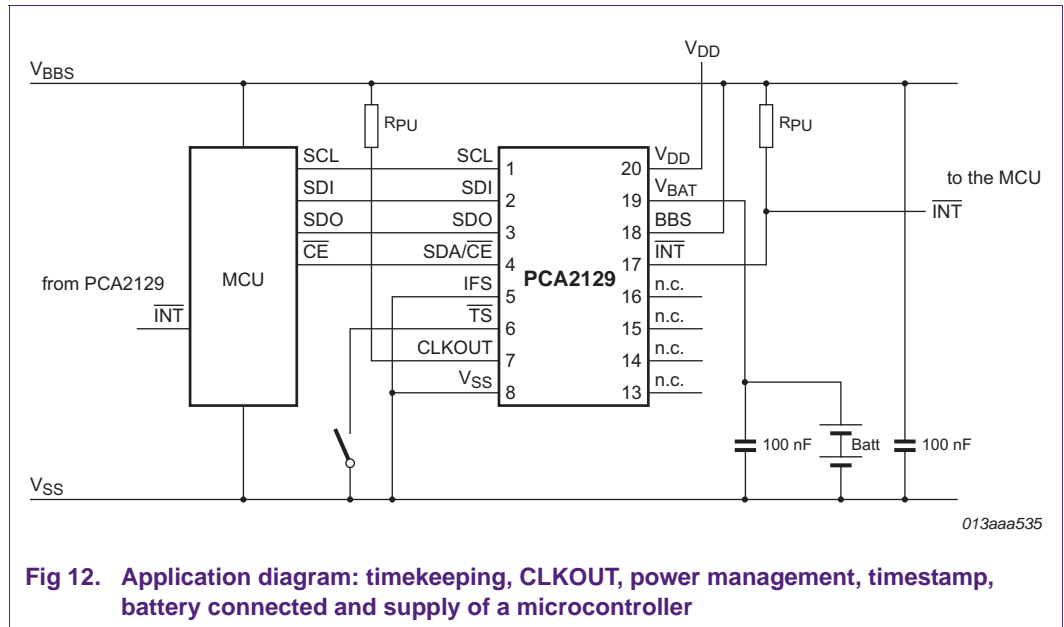 VDD
VBBS
RPU
RPU
SCL
SCL
1
20
VDD
to the MCU
SDI
SDI
2
19
VBAT
SDO
SDO
3
18
BBS
INT
CE
SDA/CE
4
17
INT
from PCA2129
MCU
PCA2129
IFS
5
16
n.c.
INT
TS
6
15
n.c.
CLKOUT
7
14
n.c.
VSS
8
13
n.c.
100 nF
Batt
100 nF
VSS
013aaa535
Fig 12. Application diagram: timekeeping, CLKOUT, power management, timestamp,
battery connected and supply of a microcontroller